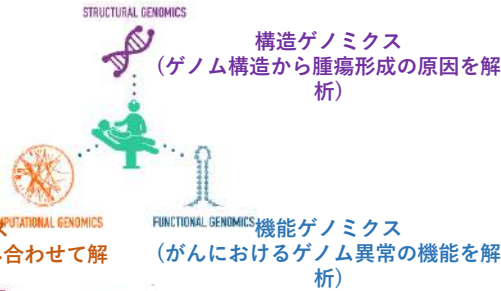 STRUCTURAL GENOMICS
構造ゲノミクス
(ゲノム構造から腫瘍形成の原因を解
析)
PUTATIONAL GENOMICS
ス
合わせて解
FUNCTIONAL GENOMICS
機能ゲノミクス
(がんにおけるゲノム異常の機能を解
析)